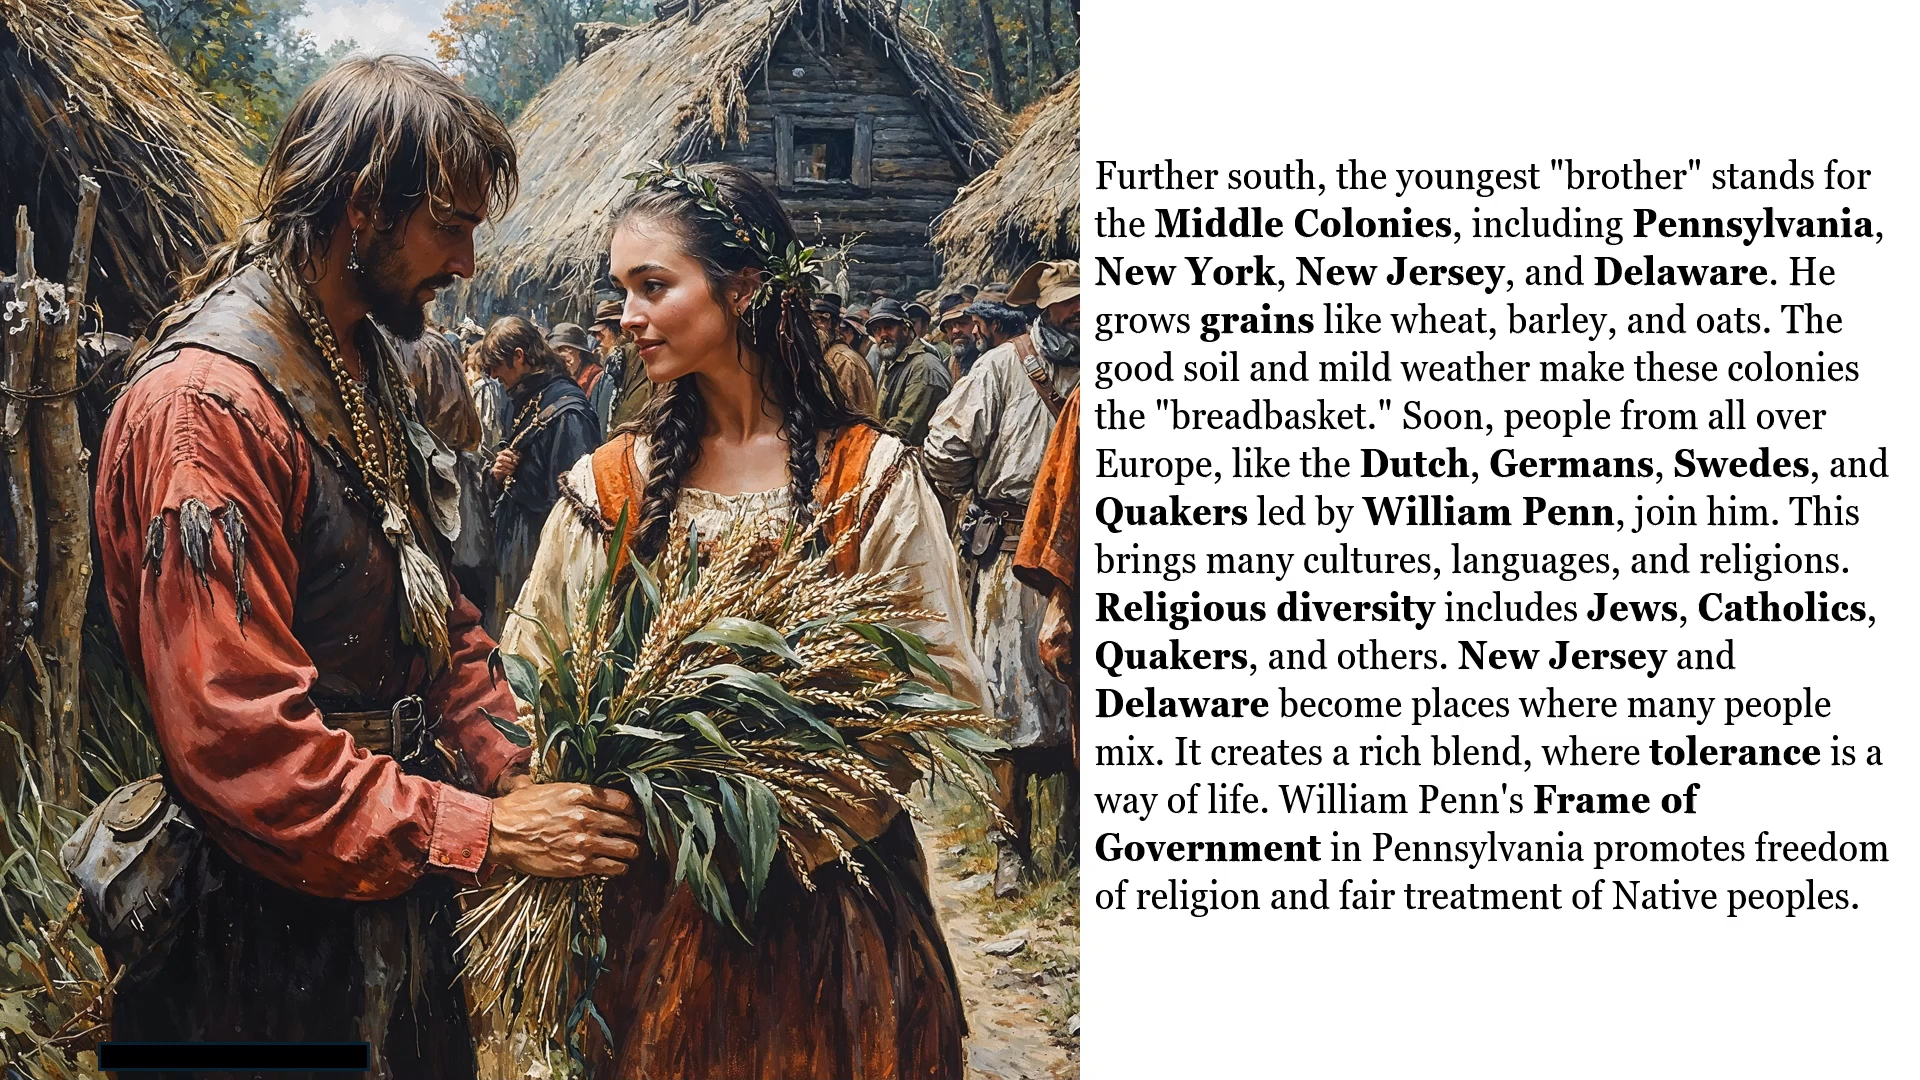 Further south, the youngest "brother" stands for
the Middle Colonies, including Pennsylvania,
New York, New Jersey, and Delaware. He
grows grains like wheat, barley, and oats. The
good soil and mild weather make these colonies
the "breadbasket." Soon, people from all over
Europe, like the Dutch, Germans, Swedes, and
Quakers led by William Penn, join him. This
brings many cultures, languages, and religions.
Religious diversity includes Jews, Catholics,
Quakers, and others. New Jersey and
Delaware become places where many people
mix. It creates a rich blend, where tolerance is a
way of life. William Penn's Frame of
Government in Pennsylvania promotes freedom
of religion and fair treatment of Native peoples.